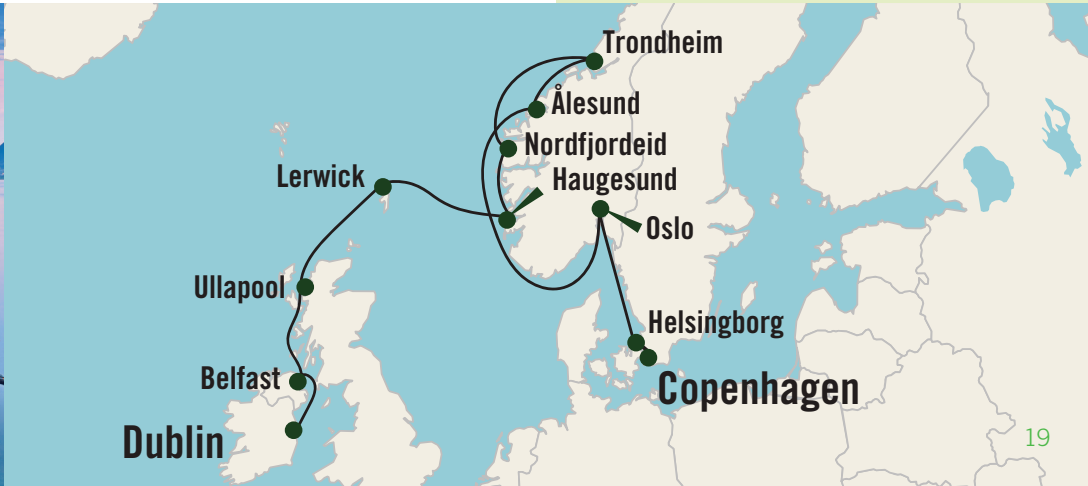 Trondheim
Ålesund
Nordfjordeid
Haugesund
Lerwick
Oslo
Ullapool
Helsingborg
Belfast
Copenhagen
Dublin
19